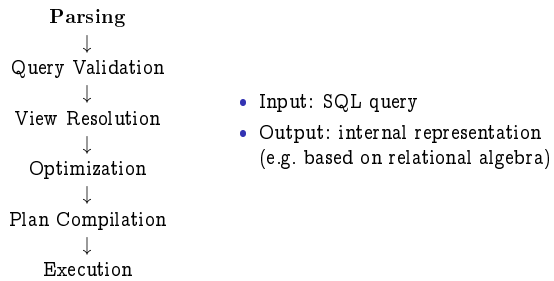 Parsing
↓
Query Validation
↓
View Resolution
↓
Optimization
↓
Plan Compilation
↓
Execution
• Input: SQL query
• Output: internal representation
(e.g. based on relational algebra)